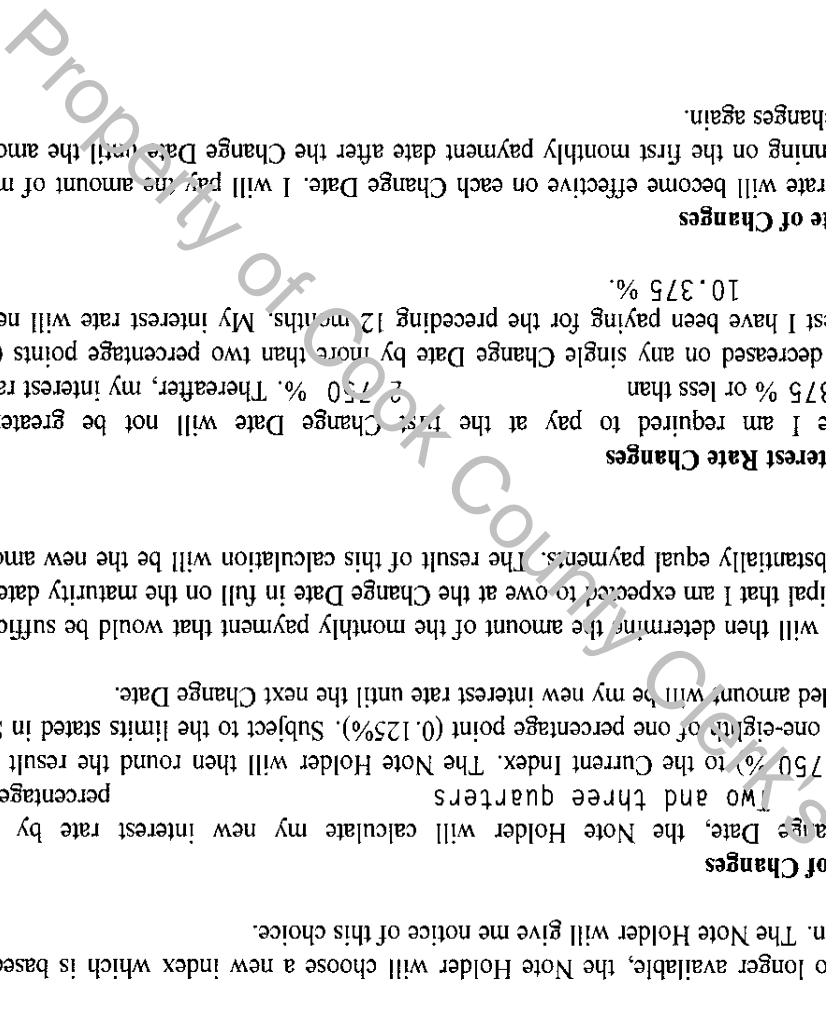 o longer available, the Note Holder will choose a new index which is based
n. The Note Holder will give me notice of this choice.
of Changes
ange Date, the Note Holder will calculate my new interest rate by
Two and three quarters percentage
750 %) to the Current Index. The Note Holder will then round the result
one-eighth of one percentage point (0.125%). Subject to the limits stated in
ded amount will be my new interest rate until the next Change Date.
will then determine the amount of the monthly payment that would be suffic
ipal that I am expected to owe at the Change Date in full on the maturity date
bstantially equal payments. The result of this calculation will be the new amo
terest Rate Changes
e I am required to pay at the first Change Date will not be greater
375 % or less than 2.750 %. Thereafter, my interest ra
decreased on any single Change Date by more than two percentage points (
est I have been paying for the preceding 12 months. My interest rate will ne
10.375 %.
te of Changes
rate will become effective on each Change Date. I will pay the amount of m
nning on the first monthly payment date after the Change Date until the amo
hanges again.
Property of Cook County Clerk's